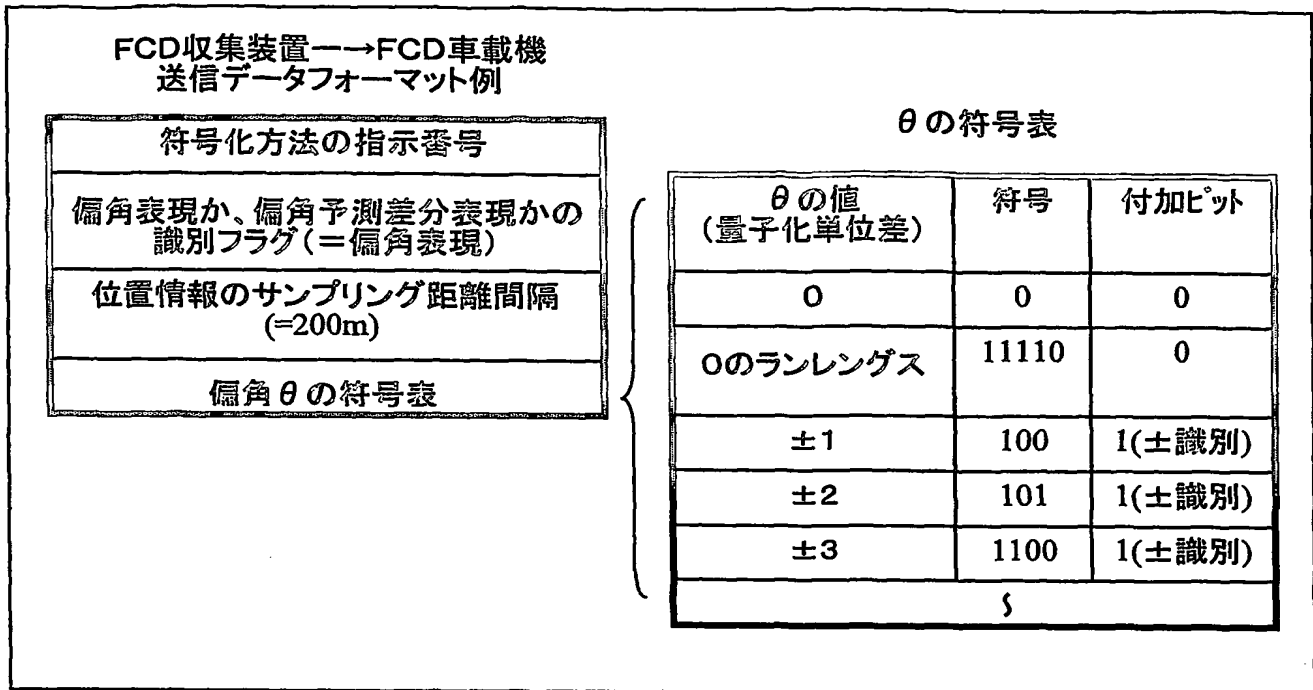 FCD収集装置―→FCD車載機
送信データフォーマット例
符号化方法の指示番号
偏角表現か、偏角予測差分表現かの
識別フラグ(=偏角表現)
位置情報のサンプリング距離間隔
(=200m)
偏角θの符号表
θの符号表
θの値
(量子化単位差)
符号
付加ビット
0
0
0
0のランレングス
11110
0
±1
100
1(±識別)
±2
101
1(±識別)
±3
1100
1(±識別)
∫